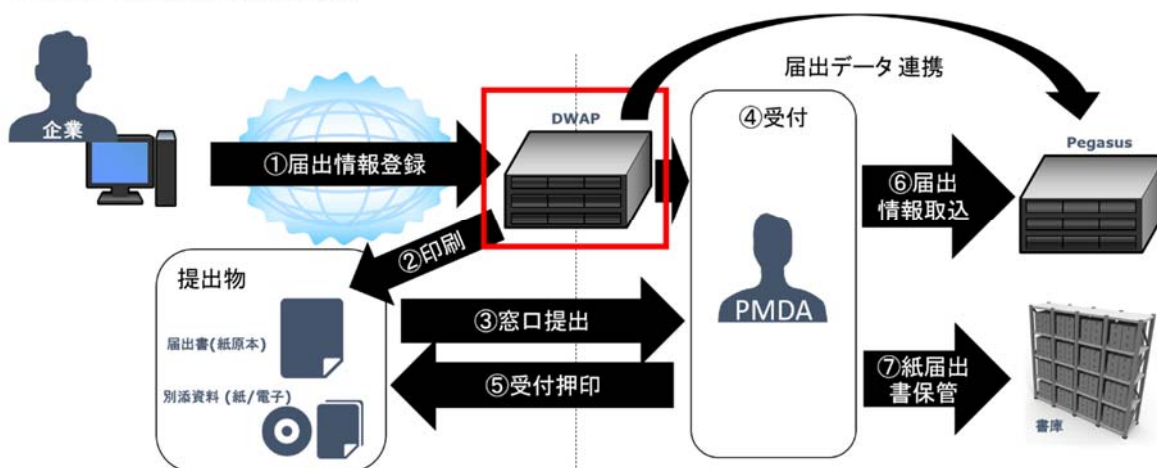 企業
①届出情報登録
DWAP
届出データ 連携
④受付
Pegasus
⑥届出
情報取込
②印刷
提出物
届出書(紙原本)
別添資料 (紙/電子)
③窓口提出
⑤受付押印
PMDA
⑦紙届出
書保管
書庫